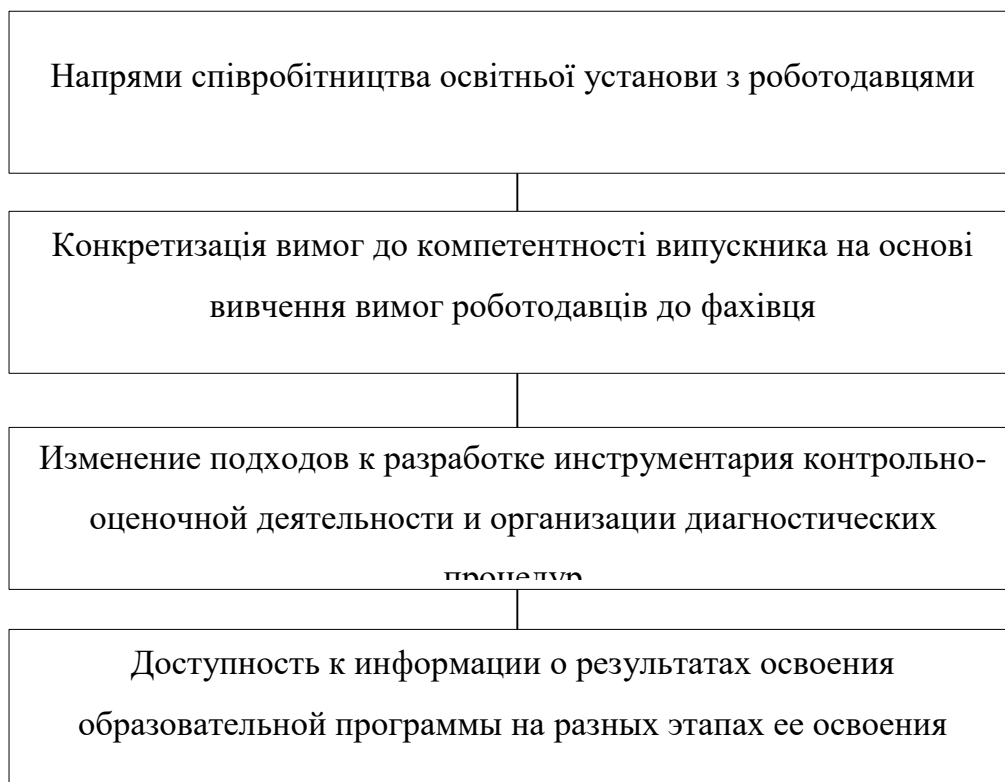 Напрями співробітництва освітньої установи з роботодавцями
Конкретизація вимог до компетентності випускника на основі
вивчення вимог роботодавців до фахівця
Изменение подходов к разработке инструментария контрольно-
оценочной деятельности и организации диагностических
процедур
Доступность к информации о результатах освоения
образовательной программы на разных этапах ее освоения